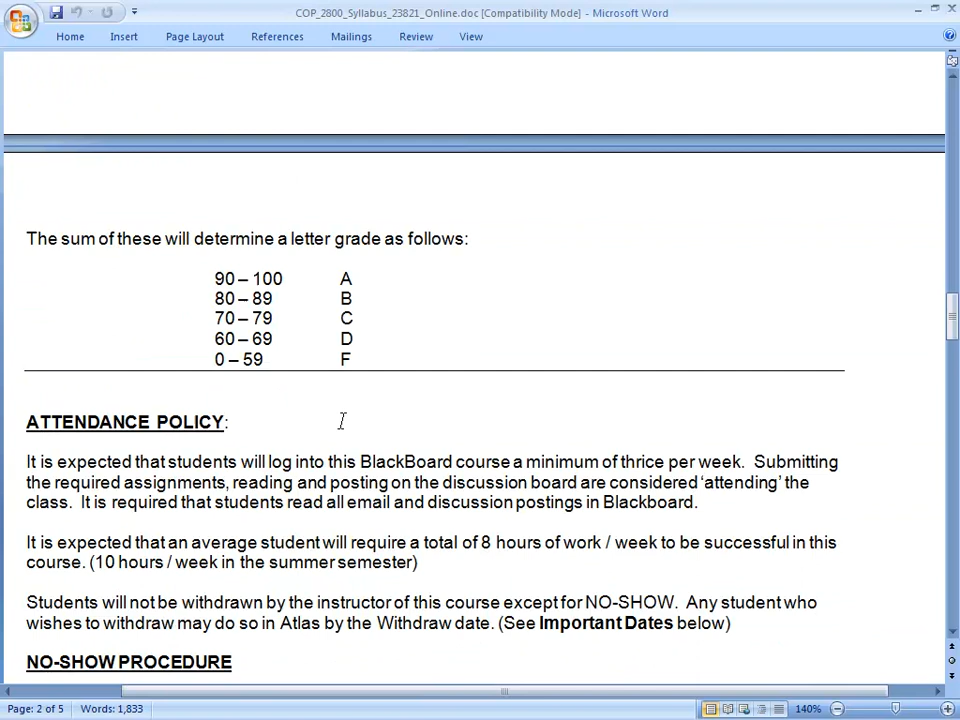 COP_2800_Syllabus_23821_Online.doc [Compatibility Mode] - Microsoft Word
Home Insert Page Layout References Mailings Review View
The sum of these will determine a letter grade as follows:
90 – 100 A
80 – 89 B
70 – 79 C
60 – 69 D
0 – 59 F
ATTENDANCE POLICY:
It is expected that students will log into this BlackBoard course a minimum of thrice per week. Submitting
the required assignments, reading and posting on the discussion board are considered ‘attending’ the
class. It is required that students read all email and discussion postings in Blackboard.
It is expected that an average student will require a total of 8 hours of work / week to be successful in this
course. (10 hours / week in the summer semester)
Students will not be withdrawn by the instructor of this course except for NO-SHOW. Any student who
wishes to withdraw may do so in Atlas by the Withdraw date. (See Important Dates below)
NO-SHOW PROCEDURE
Page: 2 of 5 Words: 1,833 140%